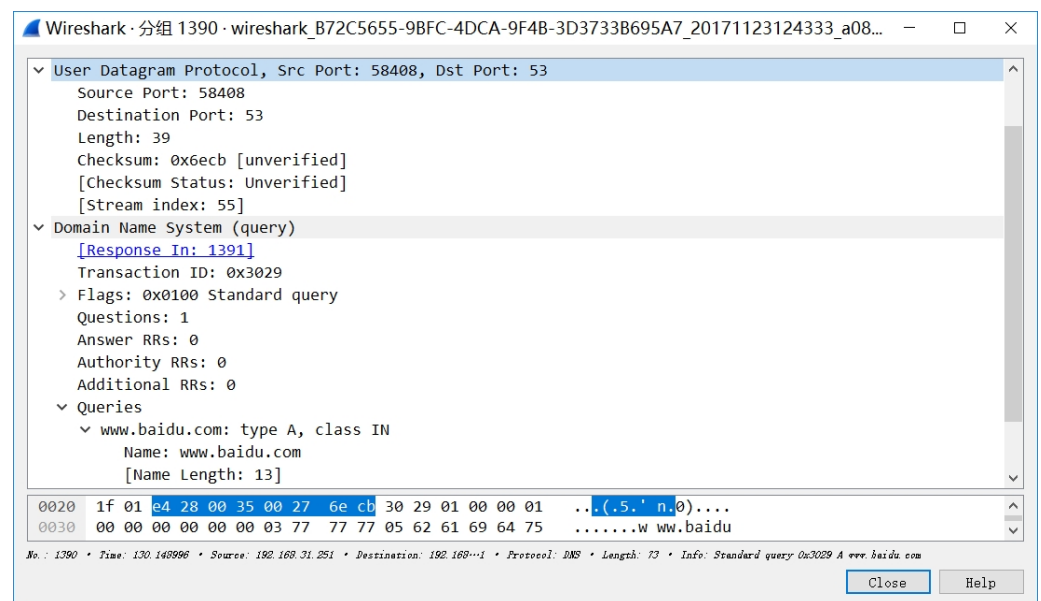 Wireshark · 分组 1390 · wireshark_B72C5655-9BFC-4DCA-9F4B-3D3733B695A7_20171123124333_a08...
User Datagram Protocol, Src Port: 58408, Dst Port: 53
Source Port: 58408
Destination Port: 53
Length: 39
Checksum: 0x6ecb [unverified]
[Checksum Status: Unverified]
[Stream index: 55]
Domain Name System (query)
[Response In: 1391]
Transaction ID: 0x3029
Flags: 0x0100 Standard query
Questions: 1
Answer RRs: 0
Authority RRs: 0
Additional RRs: 0
Queries
www.baidu.com: type A, class IN
Name: www.baidu.com
[Name Length: 13]
0020 1f 01 e4 28 00 35 00 27 6e cb 30 29 01 00 00 01 ...(.5.' n.0)....
0030 00 00 00 00 00 00 03 77 77 77 05 62 61 69 64 75 .......w ww.baidu
No.: 1390 · Time: 130.148996 · Source: 192.168.31.251 · Destination: 192.168…1 · Protocol: DNS · Length: 73 · Info: Standard query 0x3029 A www.baidu.com
Close Help